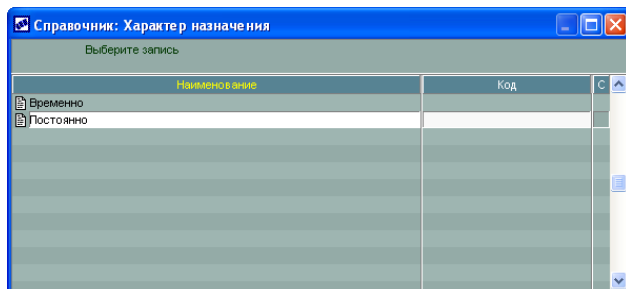 Справочник: Характер назначения
Выберите запись
Наименование Код С
Временно
Постоянно